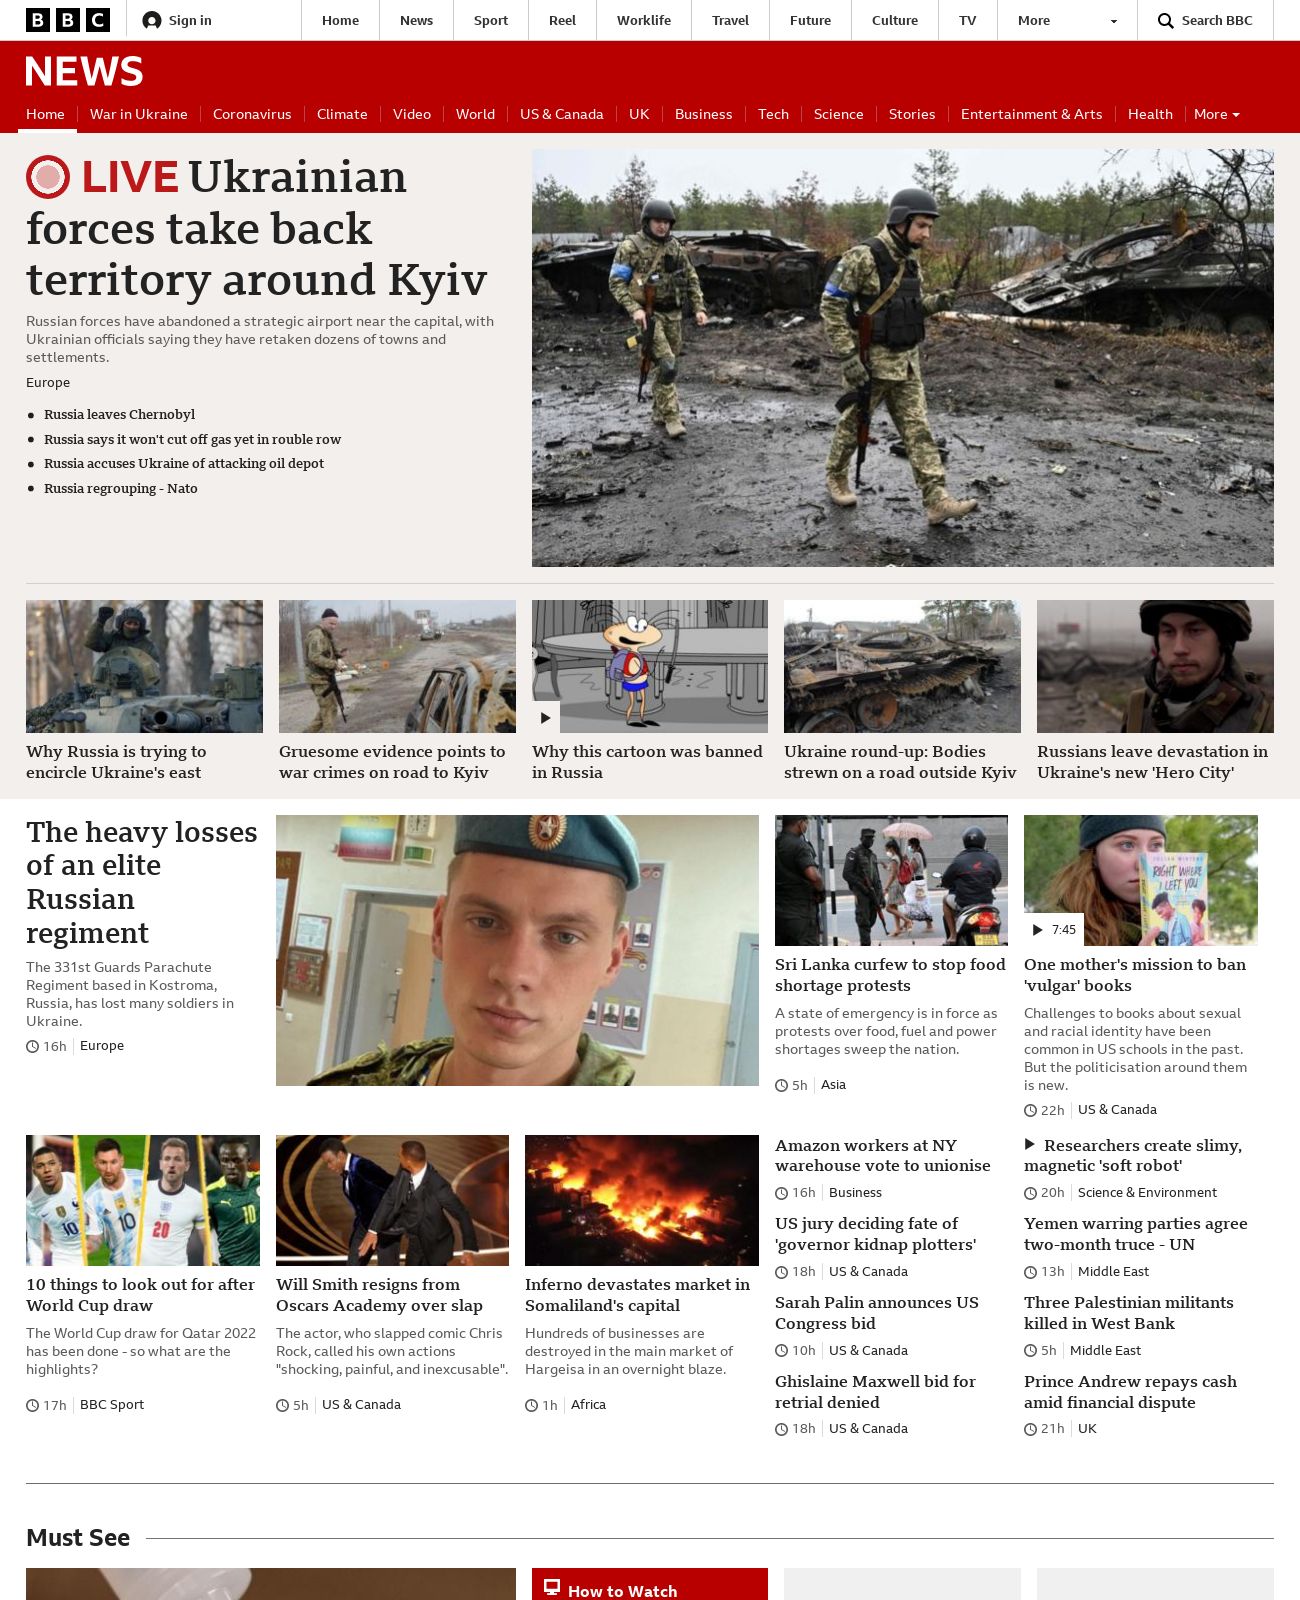 BBC
Sign in
Home
News
Sport
Reel
Worklife
Travel
Future
Culture
TV
More
Search BBC
NEWS
Home
War in Ukraine
Coronavirus
Climate
Video
World
US & Canada
UK
Business
Tech
Science
Stories
Entertainment & Arts
Health
More
LIVE Ukrainian
forces take back
territory around Kyiv
Russian forces have abandoned a strategic airport near the capital, with
Ukrainian officials saying they have retaken dozens of towns and
settlements.
Europe
Russia leaves Chernobyl
Russia says it won't cut off gas yet in rouble row
Russia accuses Ukraine of attacking oil depot
Russia regrouping - Nato
Why Russia is trying to
encircle Ukraine's east
Gruesome evidence points to
war crimes on road to Kyiv
Why this cartoon was banned
in Russia
Ukraine round-up: Bodies
strewn on a road outside Kyiv
Russians leave devastation in
Ukraine's new 'Hero City'
The heavy losses
of an elite
Russian
regiment
The 331st Guards Parachute
Regiment based in Kostroma,
Russia, has lost many soldiers in
Ukraine.
16h
Europe
Sri Lanka curfew to stop food
shortage protests
A state of emergency is in force as
protests over food, fuel and power
shortages sweep the nation.
5h
Asia
JULIAN WINTERS
RIGHT WHERE
I LEFT YOU
7:45
One mother's mission to ban
'vulgar' books
Challenges to books about sexual
and racial identity have been
common in US schools in the past.
But the politicisation around them
is new.
22h
US & Canada
10
10
20
10
10 things to look out for after
World Cup draw
The World Cup draw for Qatar 2022
has been done - so what are the
highlights?
17h
BBC Sport
Will Smith resigns from
Oscars Academy over slap
The actor, who slapped comic Chris
Rock, called his own actions
"shocking, painful, and inexcusable".
5h
US & Canada
Inferno devastates market in
Somaliland's capital
Hundreds of businesses are
destroyed in the main market of
Hargeisa in an overnight blaze.
1h
Africa
Amazon workers at NY
warehouse vote to unionise
16h
Business
US jury deciding fate of
'governor kidnap plotters'
18h
US & Canada
Sarah Palin announces US
Congress bid
10h
US & Canada
Ghislaine Maxwell bid for
retrial denied
18h
US & Canada
Researchers create slimy,
magnetic 'soft robot'
20h
Science & Environment
Yemen warring parties agree
two-month truce - UN
13h
Middle East
Three Palestinian militants
killed in West Bank
5h
Middle East
Prince Andrew repays cash
amid financial dispute
21h
UK
Must See
How to Watch